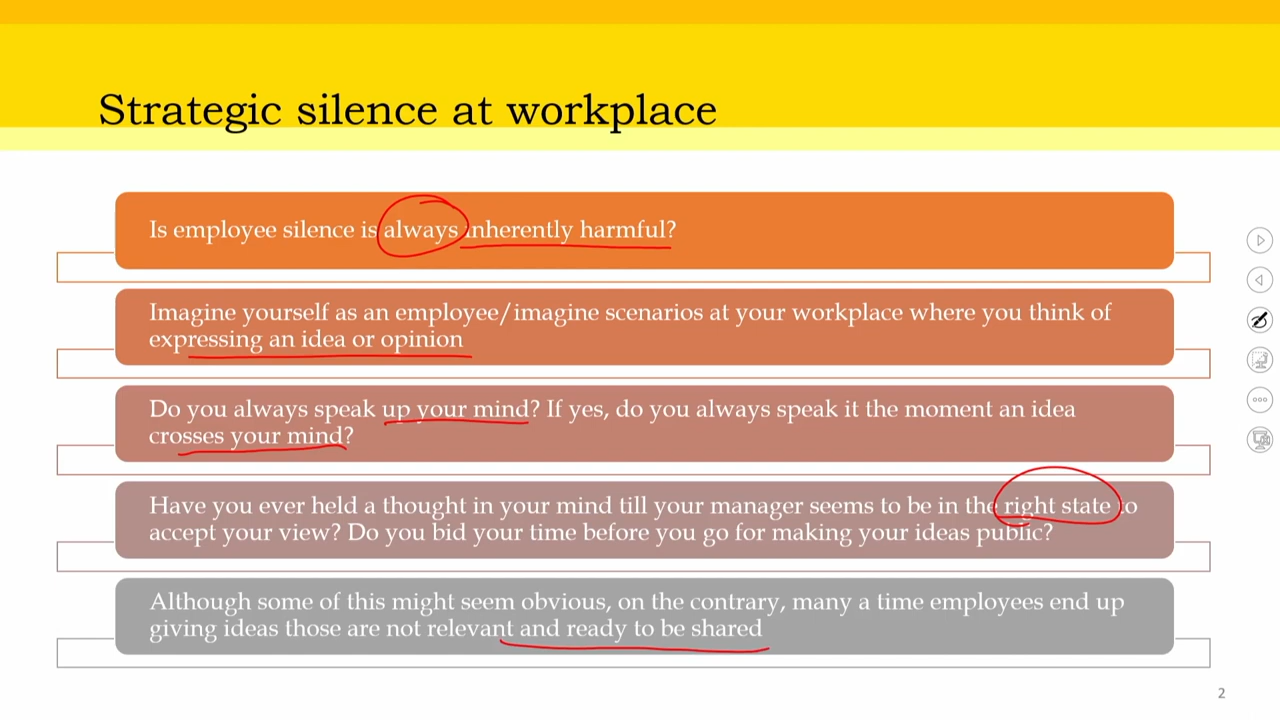 Strategic silence at workplace
Is employee silence is always inherently harmful?
Imagine yourself as an employee/imagine scenarios at your workplace where you think of
expressing an idea or opinion
Do you always speak up your mind? If yes, do you always speak it the moment an idea
crosses your mind?
Have you ever held a thought in your mind till your manager seems to be in the right state to
accept your view? Do you bid your time before you go for making your ideas public?
Although some of this might seem obvious, on the contrary, many a time employees end up
giving ideas those are not relevant and ready to be shared
2